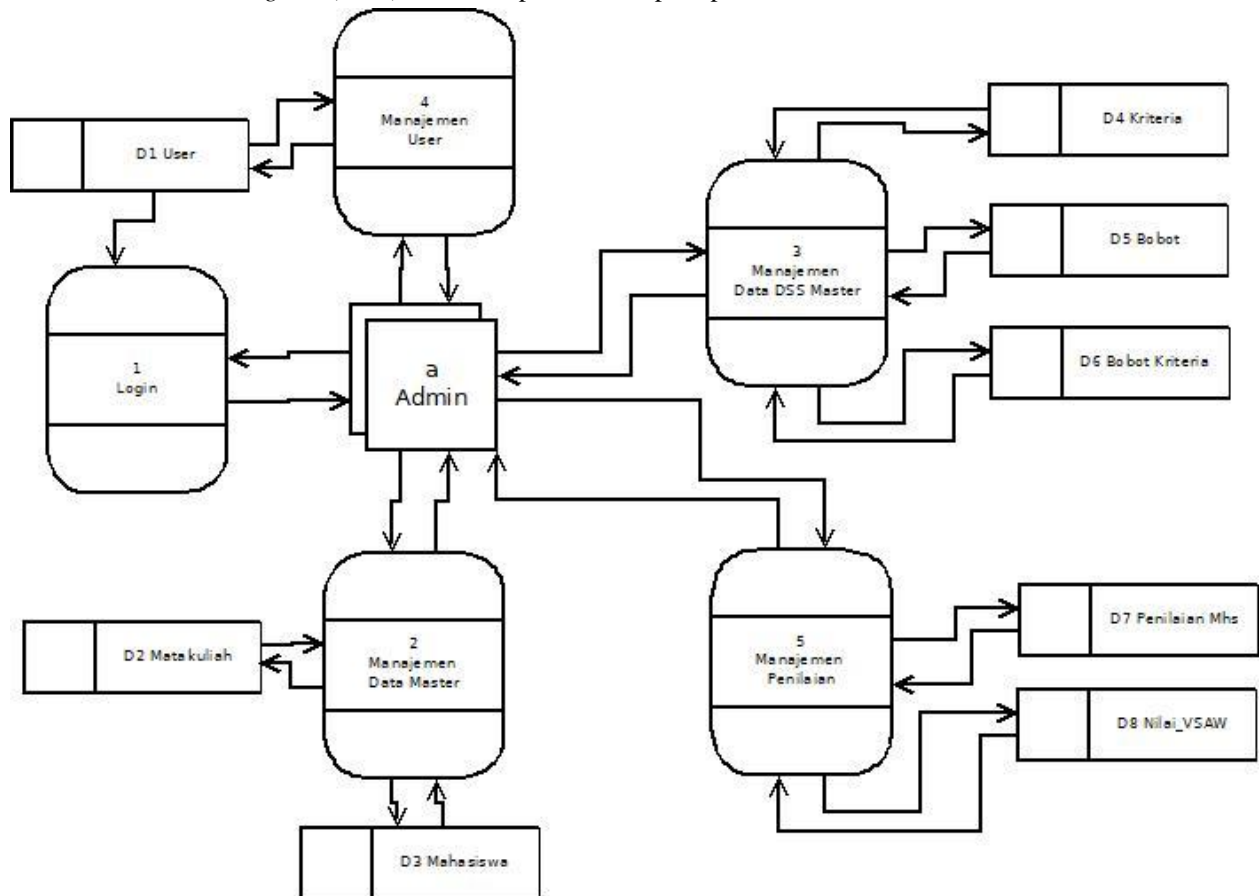 4
Manajemen
User
D1 User
D4 Kriteria
D5 Bobot
3
Manajemen
Data DSS Master
D6 Bobot Kriteria
1
Login
a
Admin
2
Manajemen
Data Master
D2 Matakuliah
D3 Mahasiswa
5
Manajemen
Penilaian
D7 Penilaian Mhs
D8 Nilai_VSAW